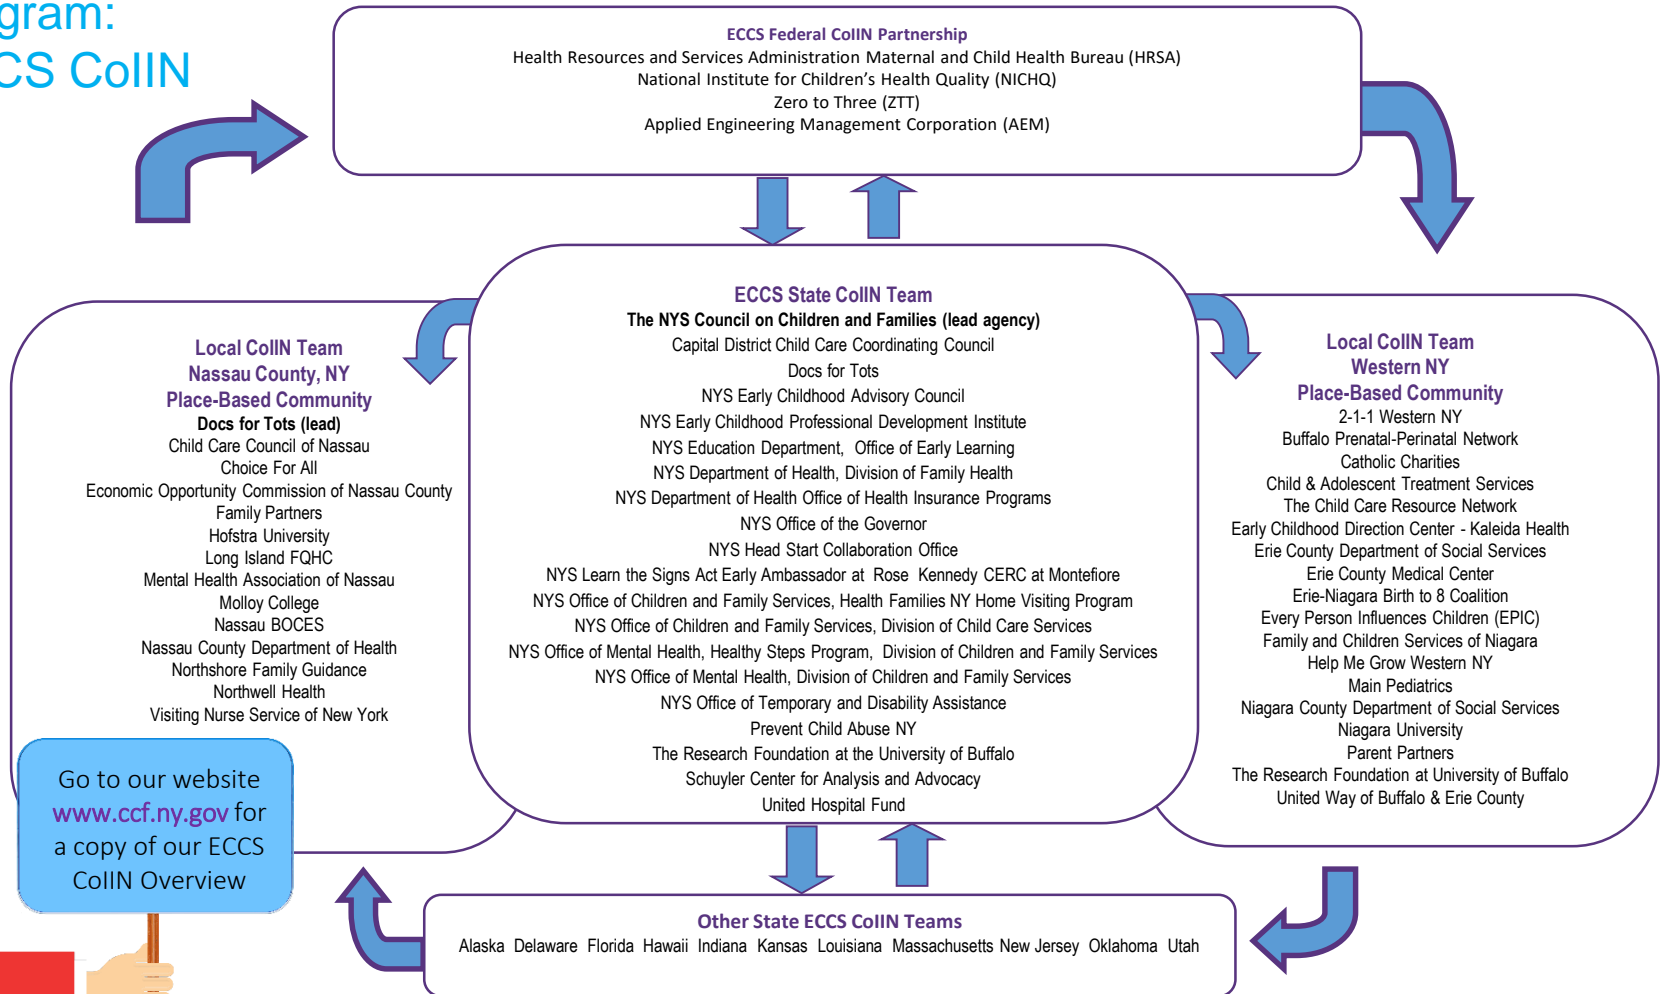 gram:
CS CoIIN
ECCS Federal CoIIN Partnership
Health Resources and Services Administration Maternal and Child Health Bureau (HRSA)
National Institute for Children's Health Quality (NICHQ)
Zero to Three (ZTT)
Applied Engineering Management Corporation (AEM)
Local CoIIN Team
Nassau County, NY
Place-Based Community
Docs for Tots (lead)
Child Care Council of Nassau
Choice For All
Economic Opportunity Commission of Nassau County
Family Partners
Hofstra University
Long Island FQHC
Mental Health Association of Nassau
Molloy College
Nassau BOCES
Nassau County Department of Health
Northshore Family Guidance
Northwell Health
Visiting Nurse Service of New York
ECCS State CoIIN Team
The NYS Council on Children and Families (lead agency)
Capital District Child Care Coordinating Council
Docs for Tots
NYS Early Childhood Advisory Council
NYS Early Childhood Professional Development Institute
NYS Education Department, Office of Early Learning
NYS Department of Health, Division of Family Health
NYS Department of Health Office of Health Insurance Programs
NYS Office of the Governor
NYS Head Start Collaboration Office
NYS Learn the Signs Act Early Ambassador at Rose Kennedy CERC at Montefiore
NYS Office of Children and Family Services, Health Families NY Home Visiting Program
NYS Office of Children and Family Services, Division of Child Care Services
NYS Office of Mental Health, Healthy Steps Program, Division of Children and Family Services
NYS Office of Mental Health, Division of Children and Family Services
NYS Office of Temporary and Disability Assistance
Prevent Child Abuse NY
The Research Foundation at the University of Buffalo
Schuyler Center for Analysis and Advocacy
United Hospital Fund
Local CoIIN Team
Western NY
Place-Based Community
2-1-1 Western NY
Buffalo Prenatal-Perinatal Network
Catholic Charities
Child & Adolescent Treatment Services
The Child Care Resource Network
Early Childhood Direction Center - Kaleida Health
Erie County Department of Social Services
Erie County Medical Center
Erie-Niagara Birth to 8 Coalition
Every Person Influences Children (EPIC)
Family and Children Services of Niagara
Help Me Grow Western NY
Main Pediatrics
Niagara County Department of Social Services
Niagara University
Parent Partners
The Research Foundation at University of Buffalo
United Way of Buffalo & Erie County
Go to our website
www.ccf.ny.gov for
a copy of our ECCS
CoIIN Overview
Other State ECCS CoIIN Teams
Alaska Delaware Florida Hawaii Indiana Kansas Louisiana Massachusetts New Jersey Oklahoma Utah